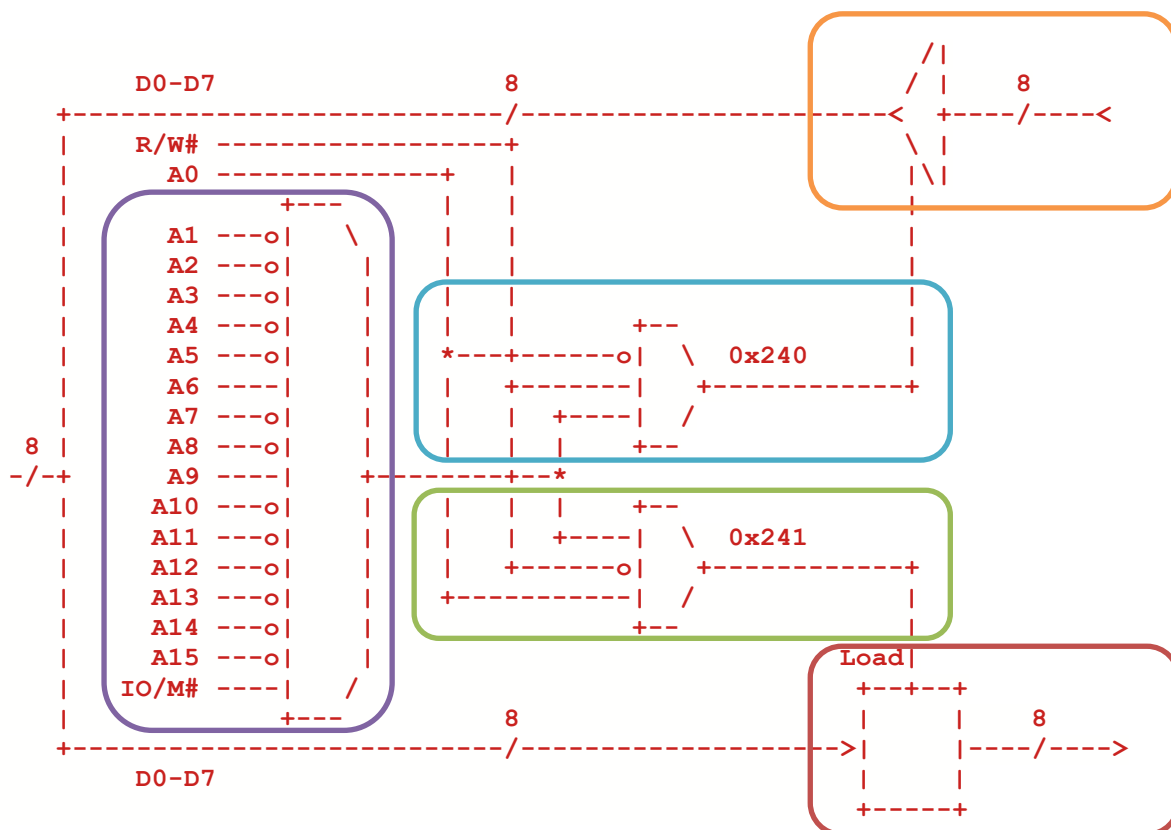 D0-D7 8 8
R/W#
A0
A1
A2
A3
A4
A5 0x240
A6
A7
8 A8
A9
A10
A11 0x241
A12
A13
A14
A15 Load
IO/M#
8 8
D0-D7